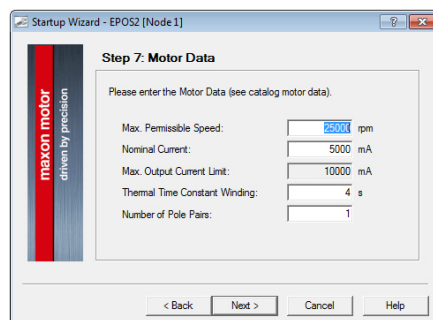 Startup Wizard - EPOS2 [Node 1]
Step 7: Motor Data
maxon motor
driven by precision
Please enter the Motor Data (see catalog motor data).
Max. Permissible Speed: 25000 rpm
Nominal Current: 5000 mA
Max. Output Current Limit: 10000 mA
Thermal Time Constant Winding: 4 s
Number of Pole Pairs: 1
< Back Next > Cancel Help